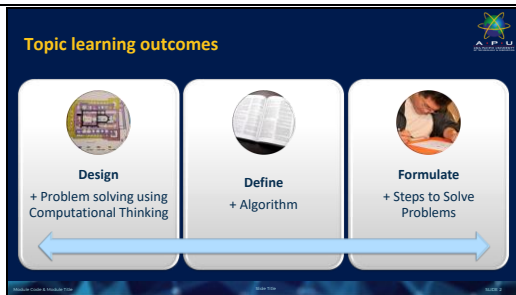 Topic learning outcomes
A · P · U
Design
+ Problem solving using
Computational Thinking
Define
+ Algorithm
Formulate
+ Steps to Solve
Problems
Module Code & Module Title
Slide Title
SLIDE 2